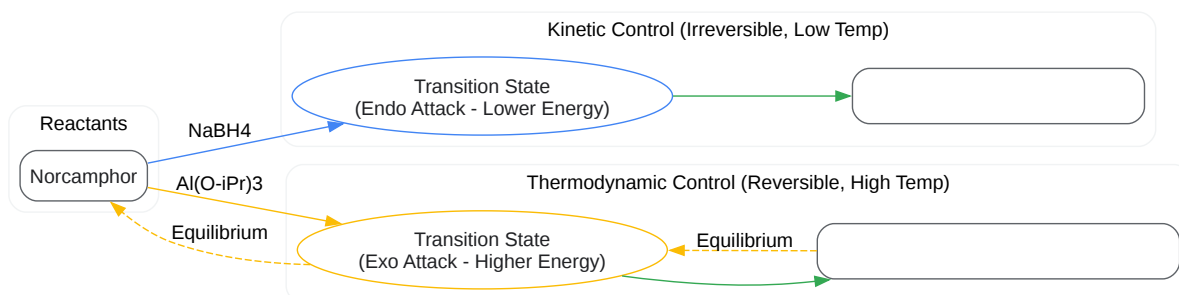 Kinetic Control (Irreversible, Low Temp)
Transition State
(Endo Attack - Lower Energy)
Reactants
NaBH4
Norcamphor
Al(O-iPr)3
Equilibrium
Thermodynamic Control (Reversible, High Temp)
Transition State
(Exo Attack - Higher Energy)
Equilibrium